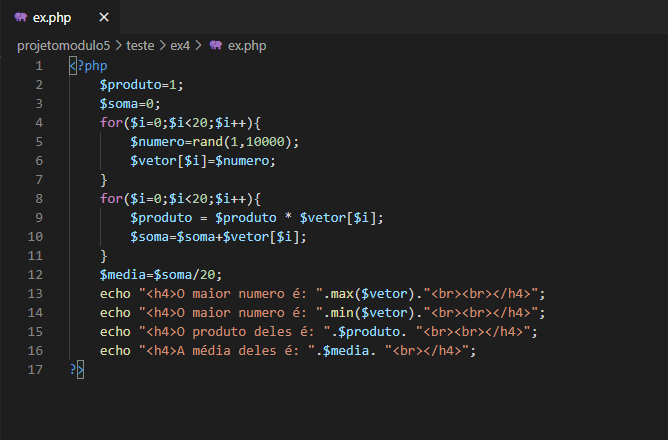 ex.php ×
projetomodulo5 > teste > ex4 > ex.php
1 <?php
2 $produto=1;
3 $soma=0;
4 for($i=0;$i<20;$i++){
5 $numero=rand(1,10000);
6 $vetor[$i]=$numero;
7 }
8 for($i=0;$i<20;$i++){
9 $produto = $produto * $vetor[$i];
10 $soma=$soma+$vetor[$i];
11 }
12 $media=$soma/20;
13 echo "<h4>O maior numero é: ".max($vetor)."<br><br></h4>";
14 echo "<h4>O maior numero é: ".min($vetor)."<br><br></h4>";
15 echo "<h4>O produto deles é: ".$produto. "<br><br></h4>";
16 echo "<h4>A média deles é: ".$media. "<br></h4>";
17 ?>